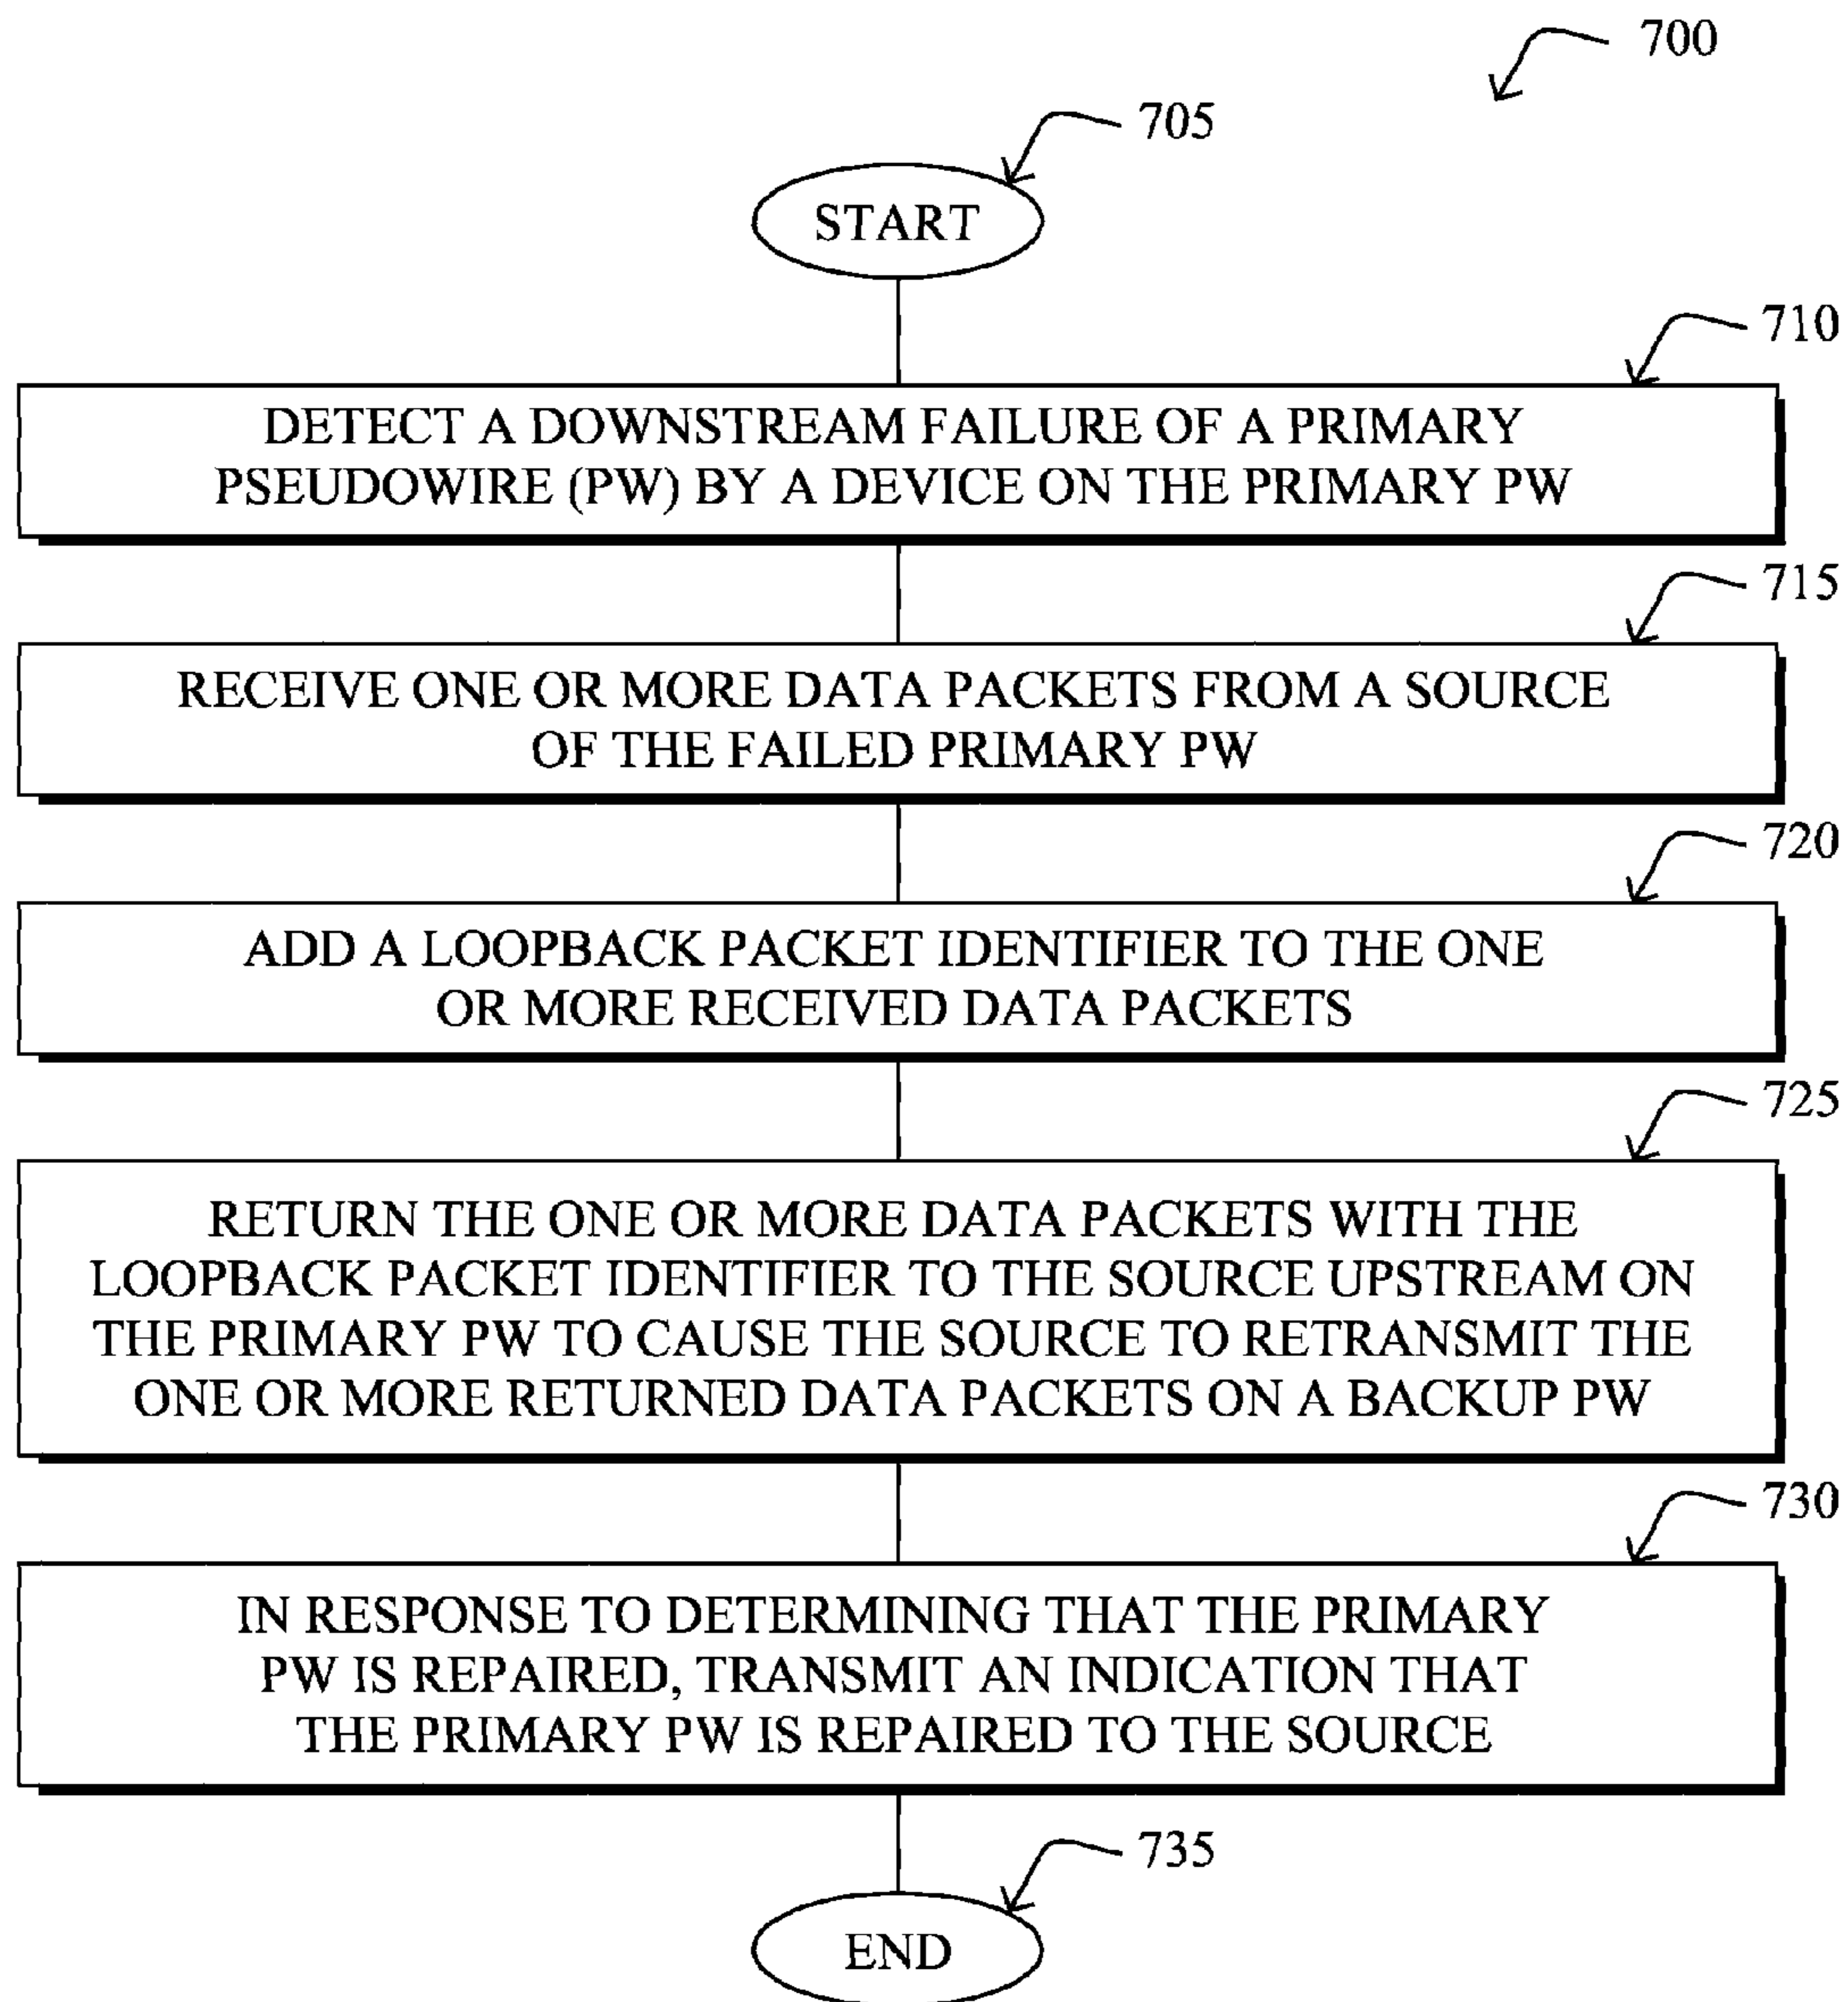 700
705
START
710
DETECT A DOWNSTREAM FAILURE OF A PRIMARY
PSEUDOWIRE (PW) BY A DEVICE ON THE PRIMARY PW
715
RECEIVE ONE OR MORE DATA PACKETS FROM A SOURCE
OF THE FAILED PRIMARY PW
720
ADD A LOOPBACK PACKET IDENTIFIER TO THE ONE
OR MORE RECEIVED DATA PACKETS
725
RETURN THE ONE OR MORE DATA PACKETS WITH THE
LOOPBACK PACKET IDENTIFIER TO THE SOURCE UPSTREAM ON
THE PRIMARY PW TO CAUSE THE SOURCE TO RETRANSMIT THE
ONE OR MORE RETURNED DATA PACKETS ON A BACKUP PW
730
IN RESPONSE TO DETERMINING THAT THE PRIMARY
PW IS REPAIRED, TRANSMIT AN INDICATION THAT
THE PRIMARY PW IS REPAIRED TO THE SOURCE
735
END